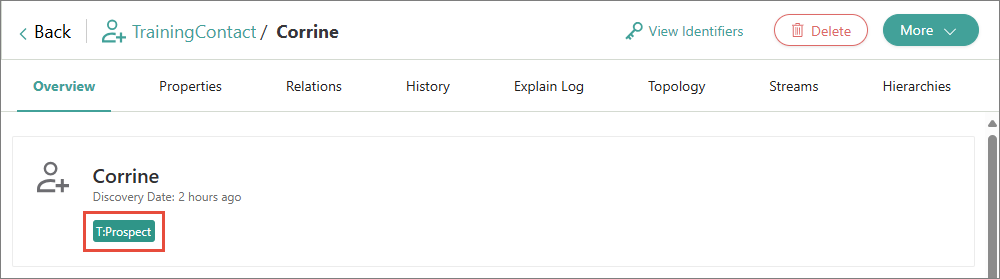 Back TrainingContact / Corrine View Identifiers Delete More
Overview Properties Relations History Explain Log Topology Streams Hierarchies
Corrine
Discovery Date: 2 hours ago
T:Prospect